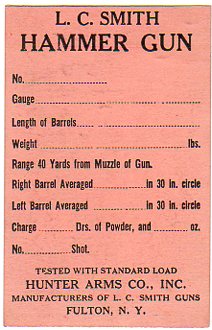 L. C. SMITH
HAMMER GUN
No.
Gauge
Length of Barrels
Weight lbs.
Range 40 Yards from Muzzle of Gun.
Right Barrel Averaged in 30 in. circle
Left Barrel Averaged in 30 in. circle
Charge Drs. of Powder, and oz.
No. Shot.
TESTED WITH STANDARD LOAD
HUNTER ARMS CO., INC.
MANUFACTURERS OF L. C. SMITH GUNS
FULTON, N. Y.